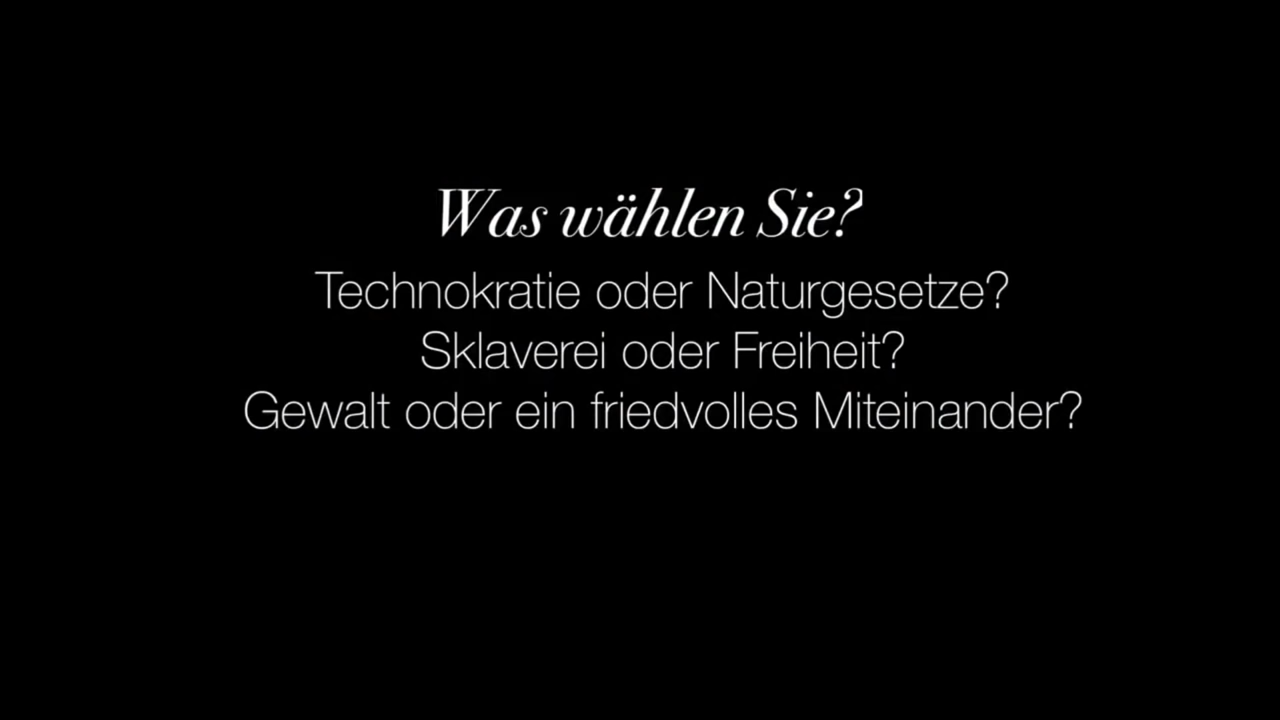 Was wählen Sie?
Technokratie oder Naturgesetze?
Sklaverei oder Freiheit?
Gewalt oder ein friedvolles Miteinander?